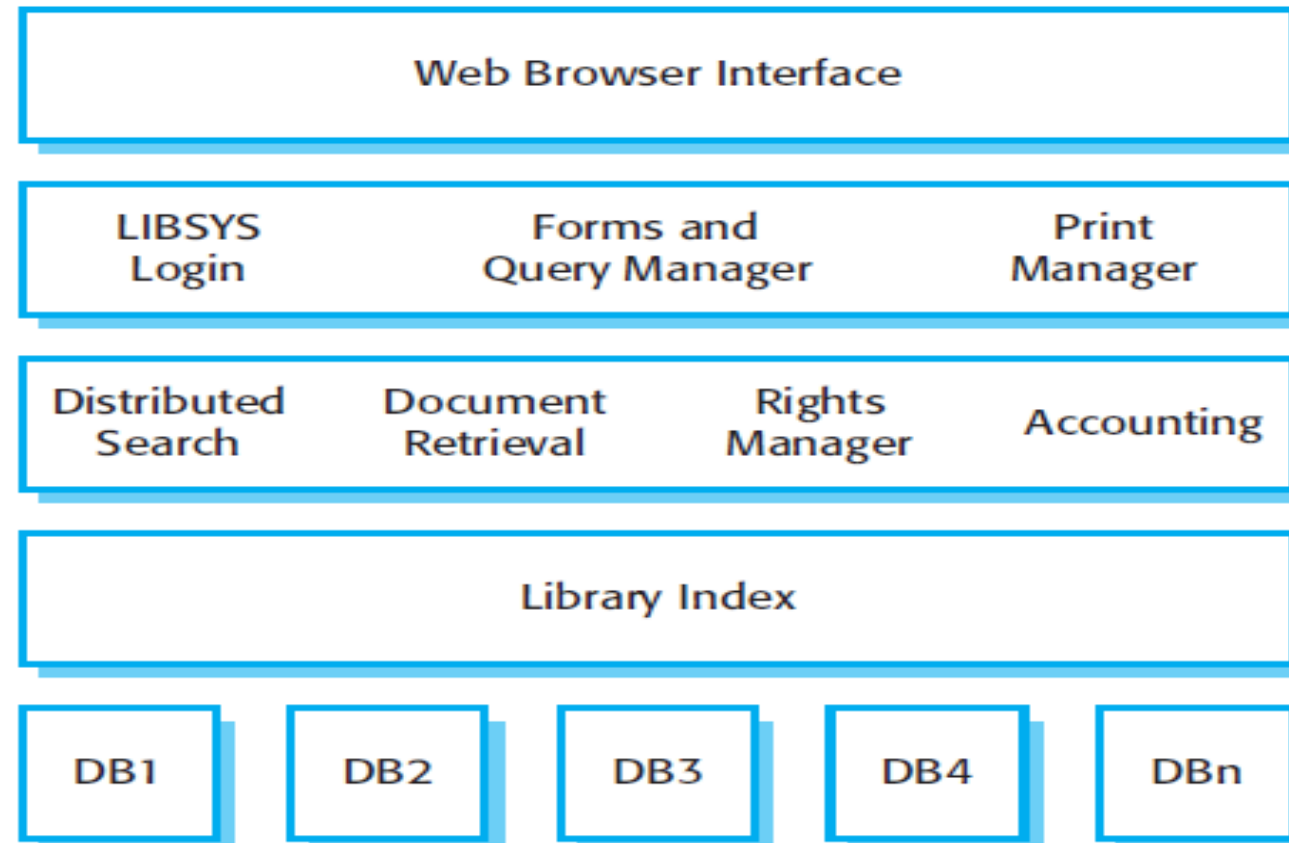 Web Browser Interface
LIBSYS
Login
Forms and
Query Manager
Print
Manager
Distributed
Search
Document
Retrieval
Rights
Manager
Accounting
Library Index
DB1
DB2
DB3
DB4
DBn